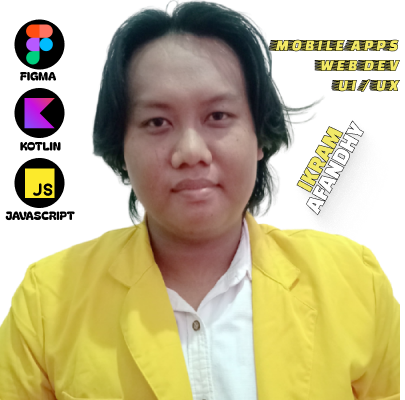 FIGMA
KOTLIN
JS
JAVASCRIPT
MOBILE APPS
WEB DEV
UI / UX
IKRAM
AFANDHY